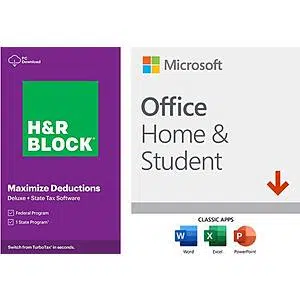 PC
Download
H&R
BLOCK
Maximize Deductions
Deluxe + State Tax Software
Federal Program
1 State Program
Switch from TurboTax® in seconds.
Microsoft
Office
Home &
Student
CLASSIC APPS
W
Word
X
Excel
P
PowerPoint